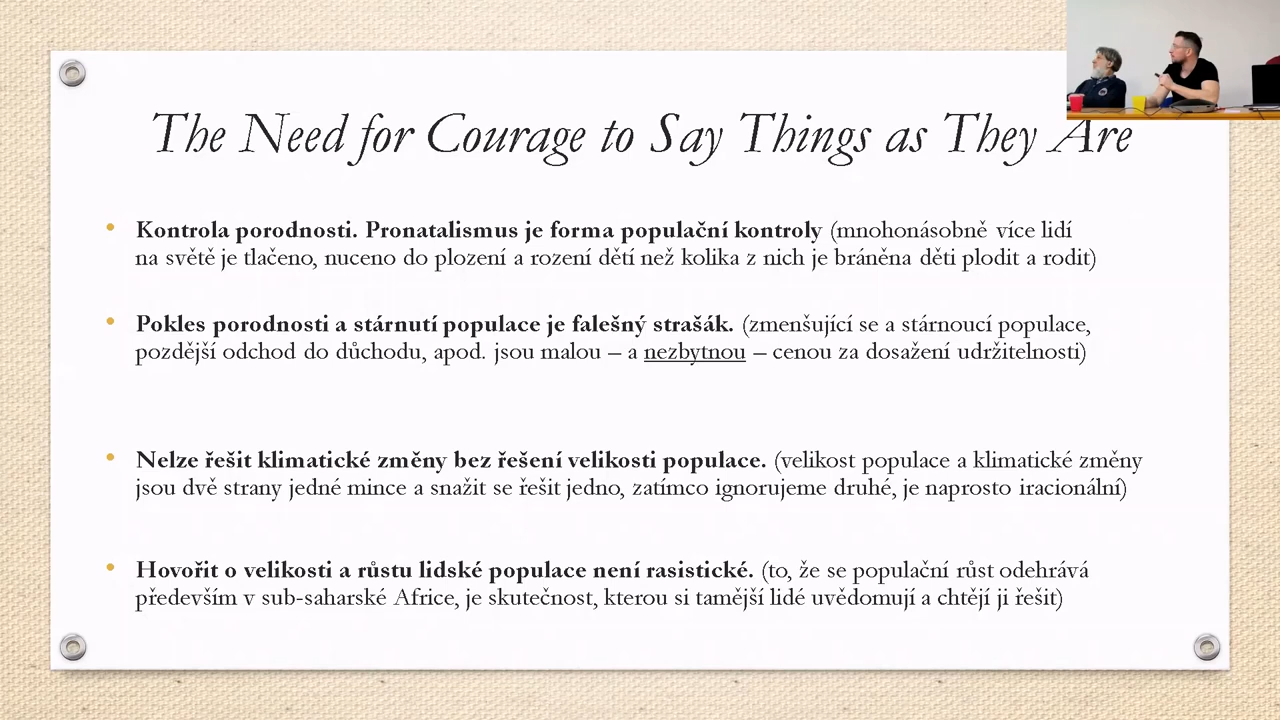 The Need for Courage to Say Things as They Are
• Kontrola porodnosti. Pronatalismus je forma populační kontroly (mnohonásobně více lidí
na světě je tlačeno, nuceno do plození a rození dětí než kolika z nich je bráněna děti plodit a rodit)
• Pokles porodnosti a stárnutí populace je falešný strašák. (zmenšující se a stárnoucí populace,
pozdější odchod do důchodu, apod. jsou malou – a nezbytnou – cenou za dosažení udržitelnosti)
• Nelze řešit klimatické změny bez řešení velikosti populace. (velikost populace a klimatické změny
jsou dvě strany jedné mince a snažit se řešit jedno, zatímco ignorujeme druhé, je naprosto iracionální)
• Hovořit o velikosti a růstu lidské populace není rasistické. (to, že se populační růst odehrává
především v sub-saharské Africe, je skutečnost, kterou si tamější lidé uvědomují a chtějí ji řešit)